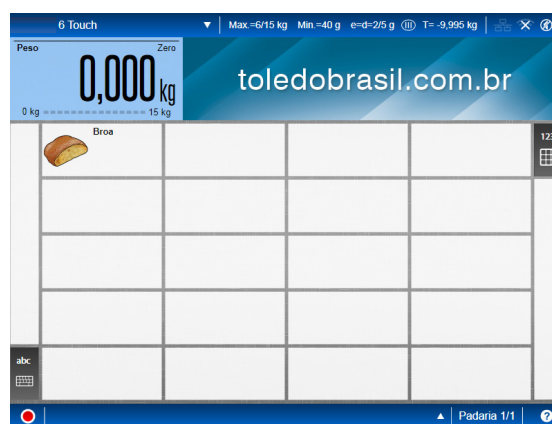 6 Touch ▼ Max.=6/15 kg Min.=40 g e=d=2/5 g T= -9,995 kg
Peso Zero
0,000 kg
0 kg 15 kg
toledobrasil.com.br
Broa
123
abc
▲ Padaria 1/1 ?